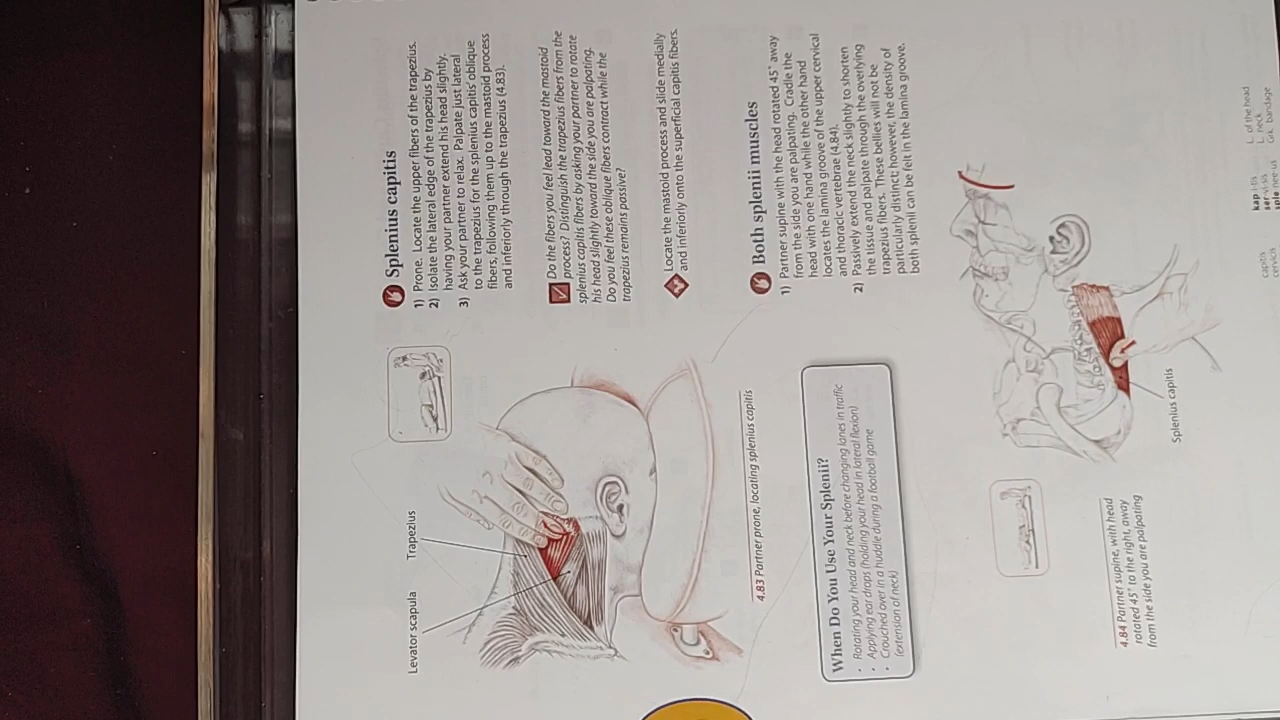 Splenius capitis
1) Prone. Locate the upper fibers of the trapezius.
2) Isolate the lateral edge of the trapezius by
having your partner extend his head slightly.
3) Ask your partner to relax. Palpate just lateral
to the trapezius for the splenius capitis' oblique
fibers, following them up to the mastoid process
and inferiorly through the trapezius (4.83).
Do the fibers you feel lead toward the mastoid
process? Distinguish the trapezius fibers from the
splenius capitis fibers by asking your partner to rotate
his head slightly toward the side you are palpating.
Do you feel these oblique fibers contract while the
trapezius remains passive?
Locate the mastoid process and slide medially
and inferiorly onto the superficial capitis fibers.
Both splenii muscles
1) Partner supine with the head rotated 45° away
from the side you are palpating. Cradle the
head with one hand while the other hand
locates the lamina groove of the upper cervical
and thoracic vertebrae (4.84).
2) Passively extend the neck slightly to shorten
the tissue and palpate through the overlying
trapezius fibers. These bellies will not be
particularly distinct; however, the density of
both splenii can be felt in the lamina groove.
Levator scapula
Trapezius
4.83 Partner prone, locating splenius capitis
When Do You Use Your Splenii?
• Rotating your head and neck before changing lanes in traffic
• Applying ear drops (holding your head in lateral flexion)
• Crouched over in a huddle during a football game
(extension of neck)
Splenius capitis
4.84 Partner supine, with head
rotated 45° to the right, away
from the side you are palpating
capitis
kap
L. of the head
L. neck
Gk. bandage